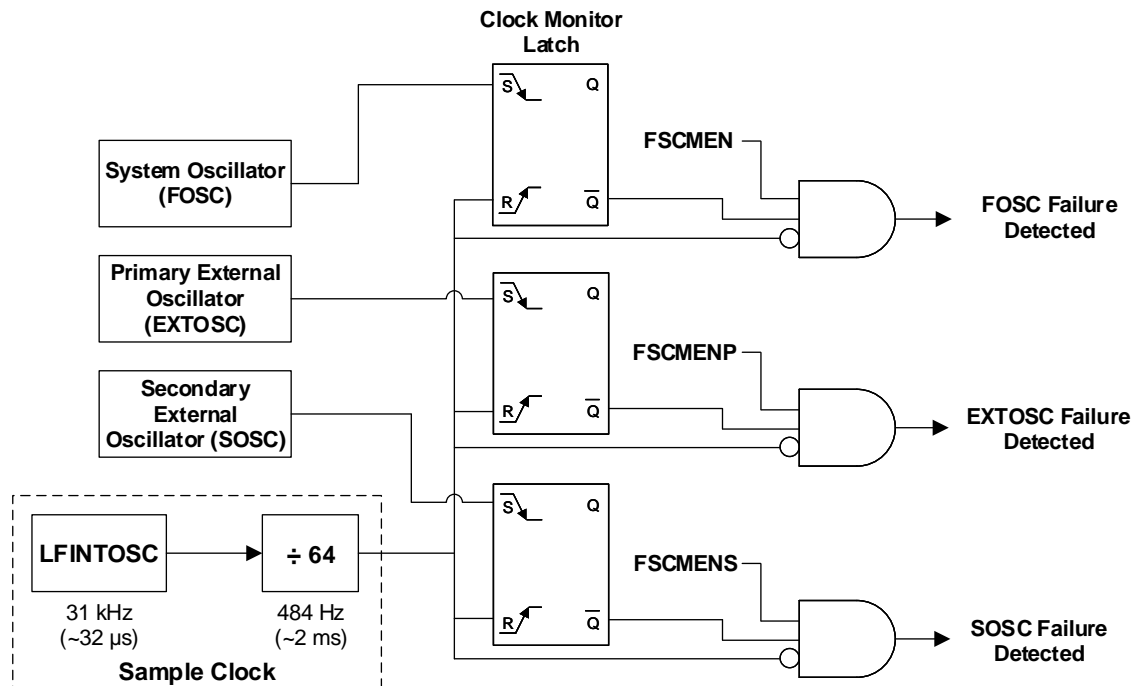 Clock Monitor
Latch
S
Q
R
Q
System Oscillator
(FOSC)
FSCMEN
FOSC Failure
Detected
Primary External
Oscillator
(EXTOSC)
S
Q
R
Q
FSCMENP
EXTOSC Failure
Detected
Secondary
External
Oscillator (SOSC)
S
Q
R
Q
FSCMENS
SOSC Failure
Detected
LFINTOSC
÷ 64
31 kHz
(~32 µs)
484 Hz
(~2 ms)
Sample Clock